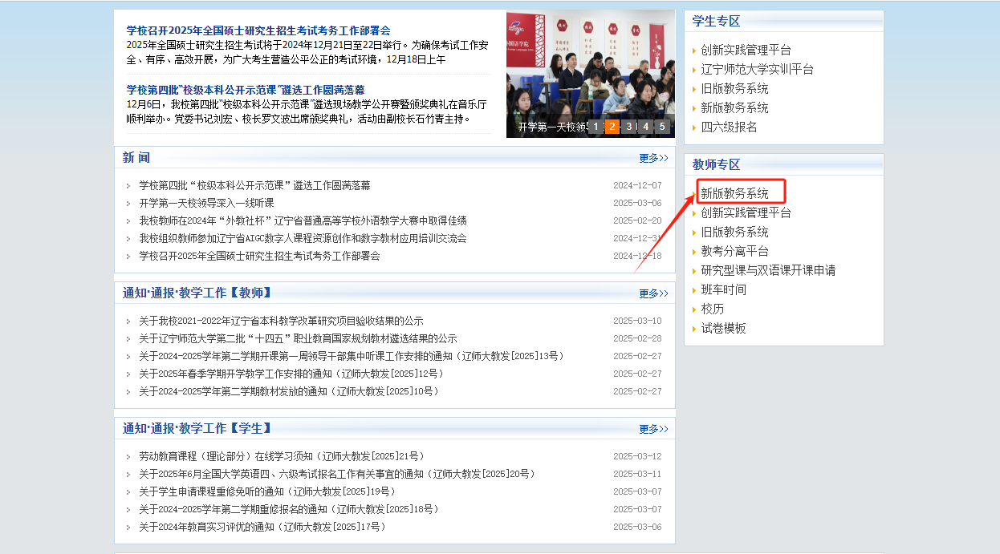 学校召开2025年全国硕士研究生招生考试考务工作部署会
2025年全国硕士研究生招生考试将于2024年12月21日至22日举行。为确保考试工作安
全、有序、高效开展，为广大考生营造公平公正的考试环境，12月18日上午
学校第四批“校级本科公开示范课”遴选工作圆满落幕
12月6日，我校第四批“校级本科公开示范课”遴选现场教学公开赛暨颁奖典礼在音乐厅
顺利举办。党委书记刘宏、校长罗文波出席颁奖典礼，活动由副校长石竹青主持。
开学第一天校领导 1 2 3 4 5
新 闻 更多>>
学校第四批“校级本科公开示范课”遴选工作圆满落幕 2024-12-07
开学第一天校领导深入一线听课 2025-03-06
我校教师在2024年“外教社杯”辽宁省普通高等学校外语教学大赛中取得佳绩 2025-02-20
我校组织教师参加辽宁省AIGC数字人课程资源创作和数字教材应用培训交流会 2024-12-31
学校召开2025年全国硕士研究生招生考试考务工作部署会 2024-12-18
通知·通报·教学工作【教师】 更多>>
关于我校2021-2022年辽宁省本科教学改革研究项目验收结果的公示 2025-03-10
关于辽宁师范大学第二批“十四五”职业教育国家规划教材遴选结果的公示 2025-02-28
关于2024-2025学年第二学期开课第一周领导干部集中听课工作安排的通知（辽师大教发[2025]13号） 2025-02-27
关于2025年春季学期开学教学工作安排的通知（辽师大教发[2025]12号） 2025-02-27
关于2024-2025学年第二学期教材发放的通知（辽师大教发[2025]10号） 2025-02-27
通知·通报·教学工作【学生】 更多>>
劳动教育课程（理论部分）在线学习须知（辽师大教发[2025]21号） 2025-03-12
关于2025年6月全国大学英语四、六级考试报名工作有关事宜的通知（辽师大教发[2025]20号） 2025-03-11
关于学生申请课程重修免听的通知（辽师大教发[2025]19号） 2025-03-07
关于2024-2025学年第二学期重修报名的通知（辽师大教发[2025]18号） 2025-03-07
关于2024年教育实习评优的通知（辽师大教发[2025]17号） 2025-03-06
学生专区
创新实践管理平台
辽宁师范大学实训平台
旧版教务系统
新版教务系统
四六级报名
教师专区
新版教务系统
创新实践管理平台
旧版教务系统
教考分离平台
研究型课与双语课开课申请
班车时间
校历
试卷模板